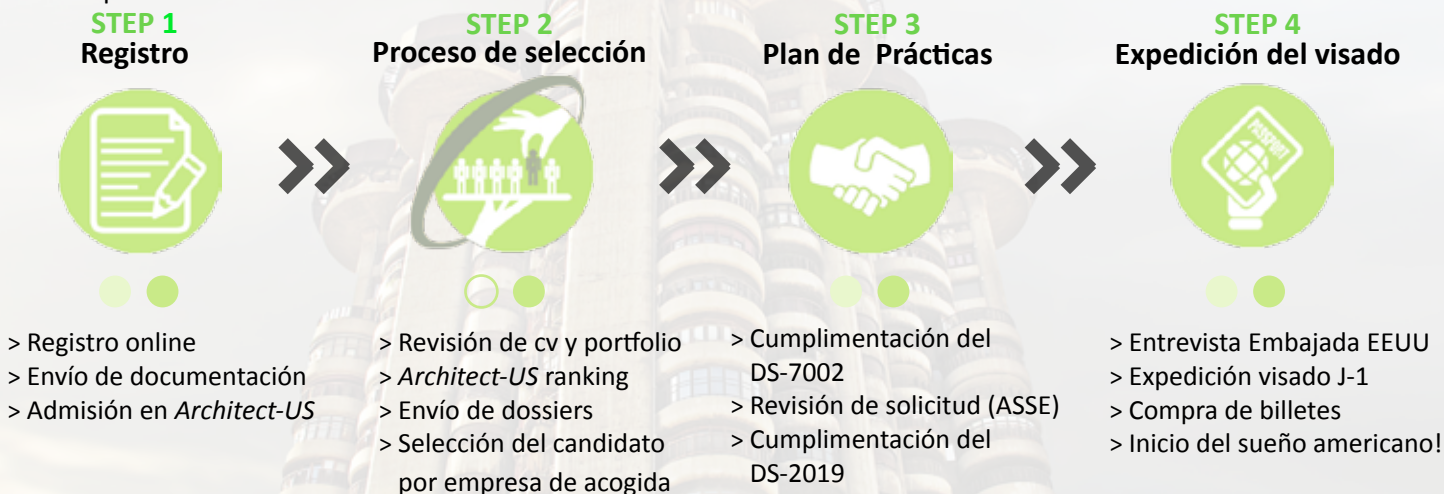 STEP 1
Registro
> Registro online
> Envío de documentación
> Admisión en Architect-US
STEP 2
Proceso de selección
> Revisión de cv y portfolio
> Architect-US ranking
> Envío de dossiers
> Selección del candidato
por empresa de acogida
STEP 3
Plan de Prácticas
> Cumplimentación del
DS-7002
> Revisión de solicitud (ASSE)
> Cumplimentación del
DS-2019
STEP 4
Expedición del visado
PASSPORT
> Entrevista Embajada EEUU
> Expedición visado J-1
> Compra de billetes
> Inicio del sueño americano!